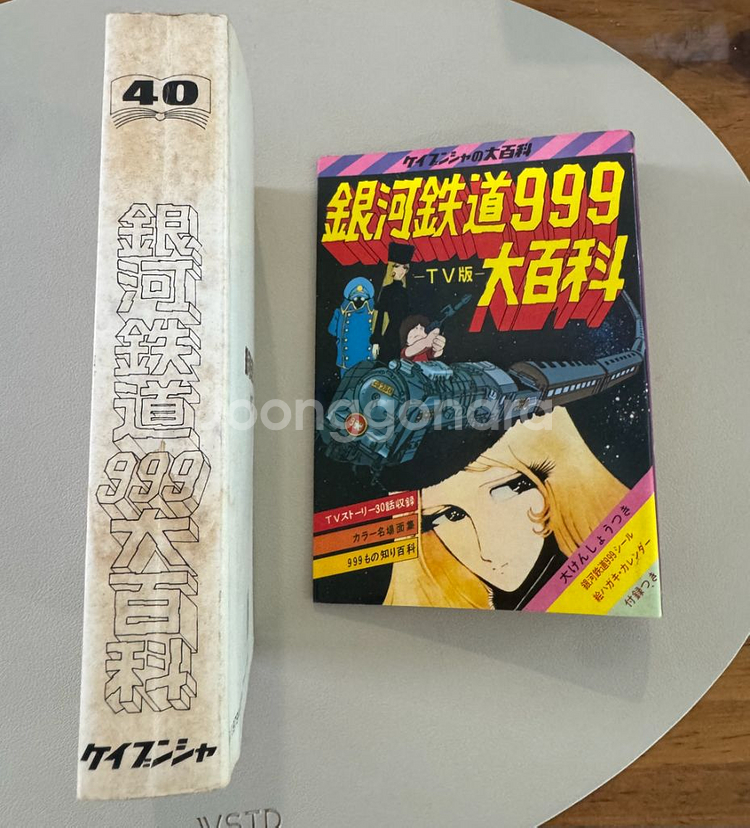 40
銀河鉄道999大百科
ケイブンシャ
ケイブンシャの大百科
銀河鉄道999
-TV版-
大百科
TVストーリー30話収録
カラー名場面集
999もの知り百科
大けんしょうつき
銀河鉄道999シール
絵ハガキ・カレンダー
付録つき
joonggonara